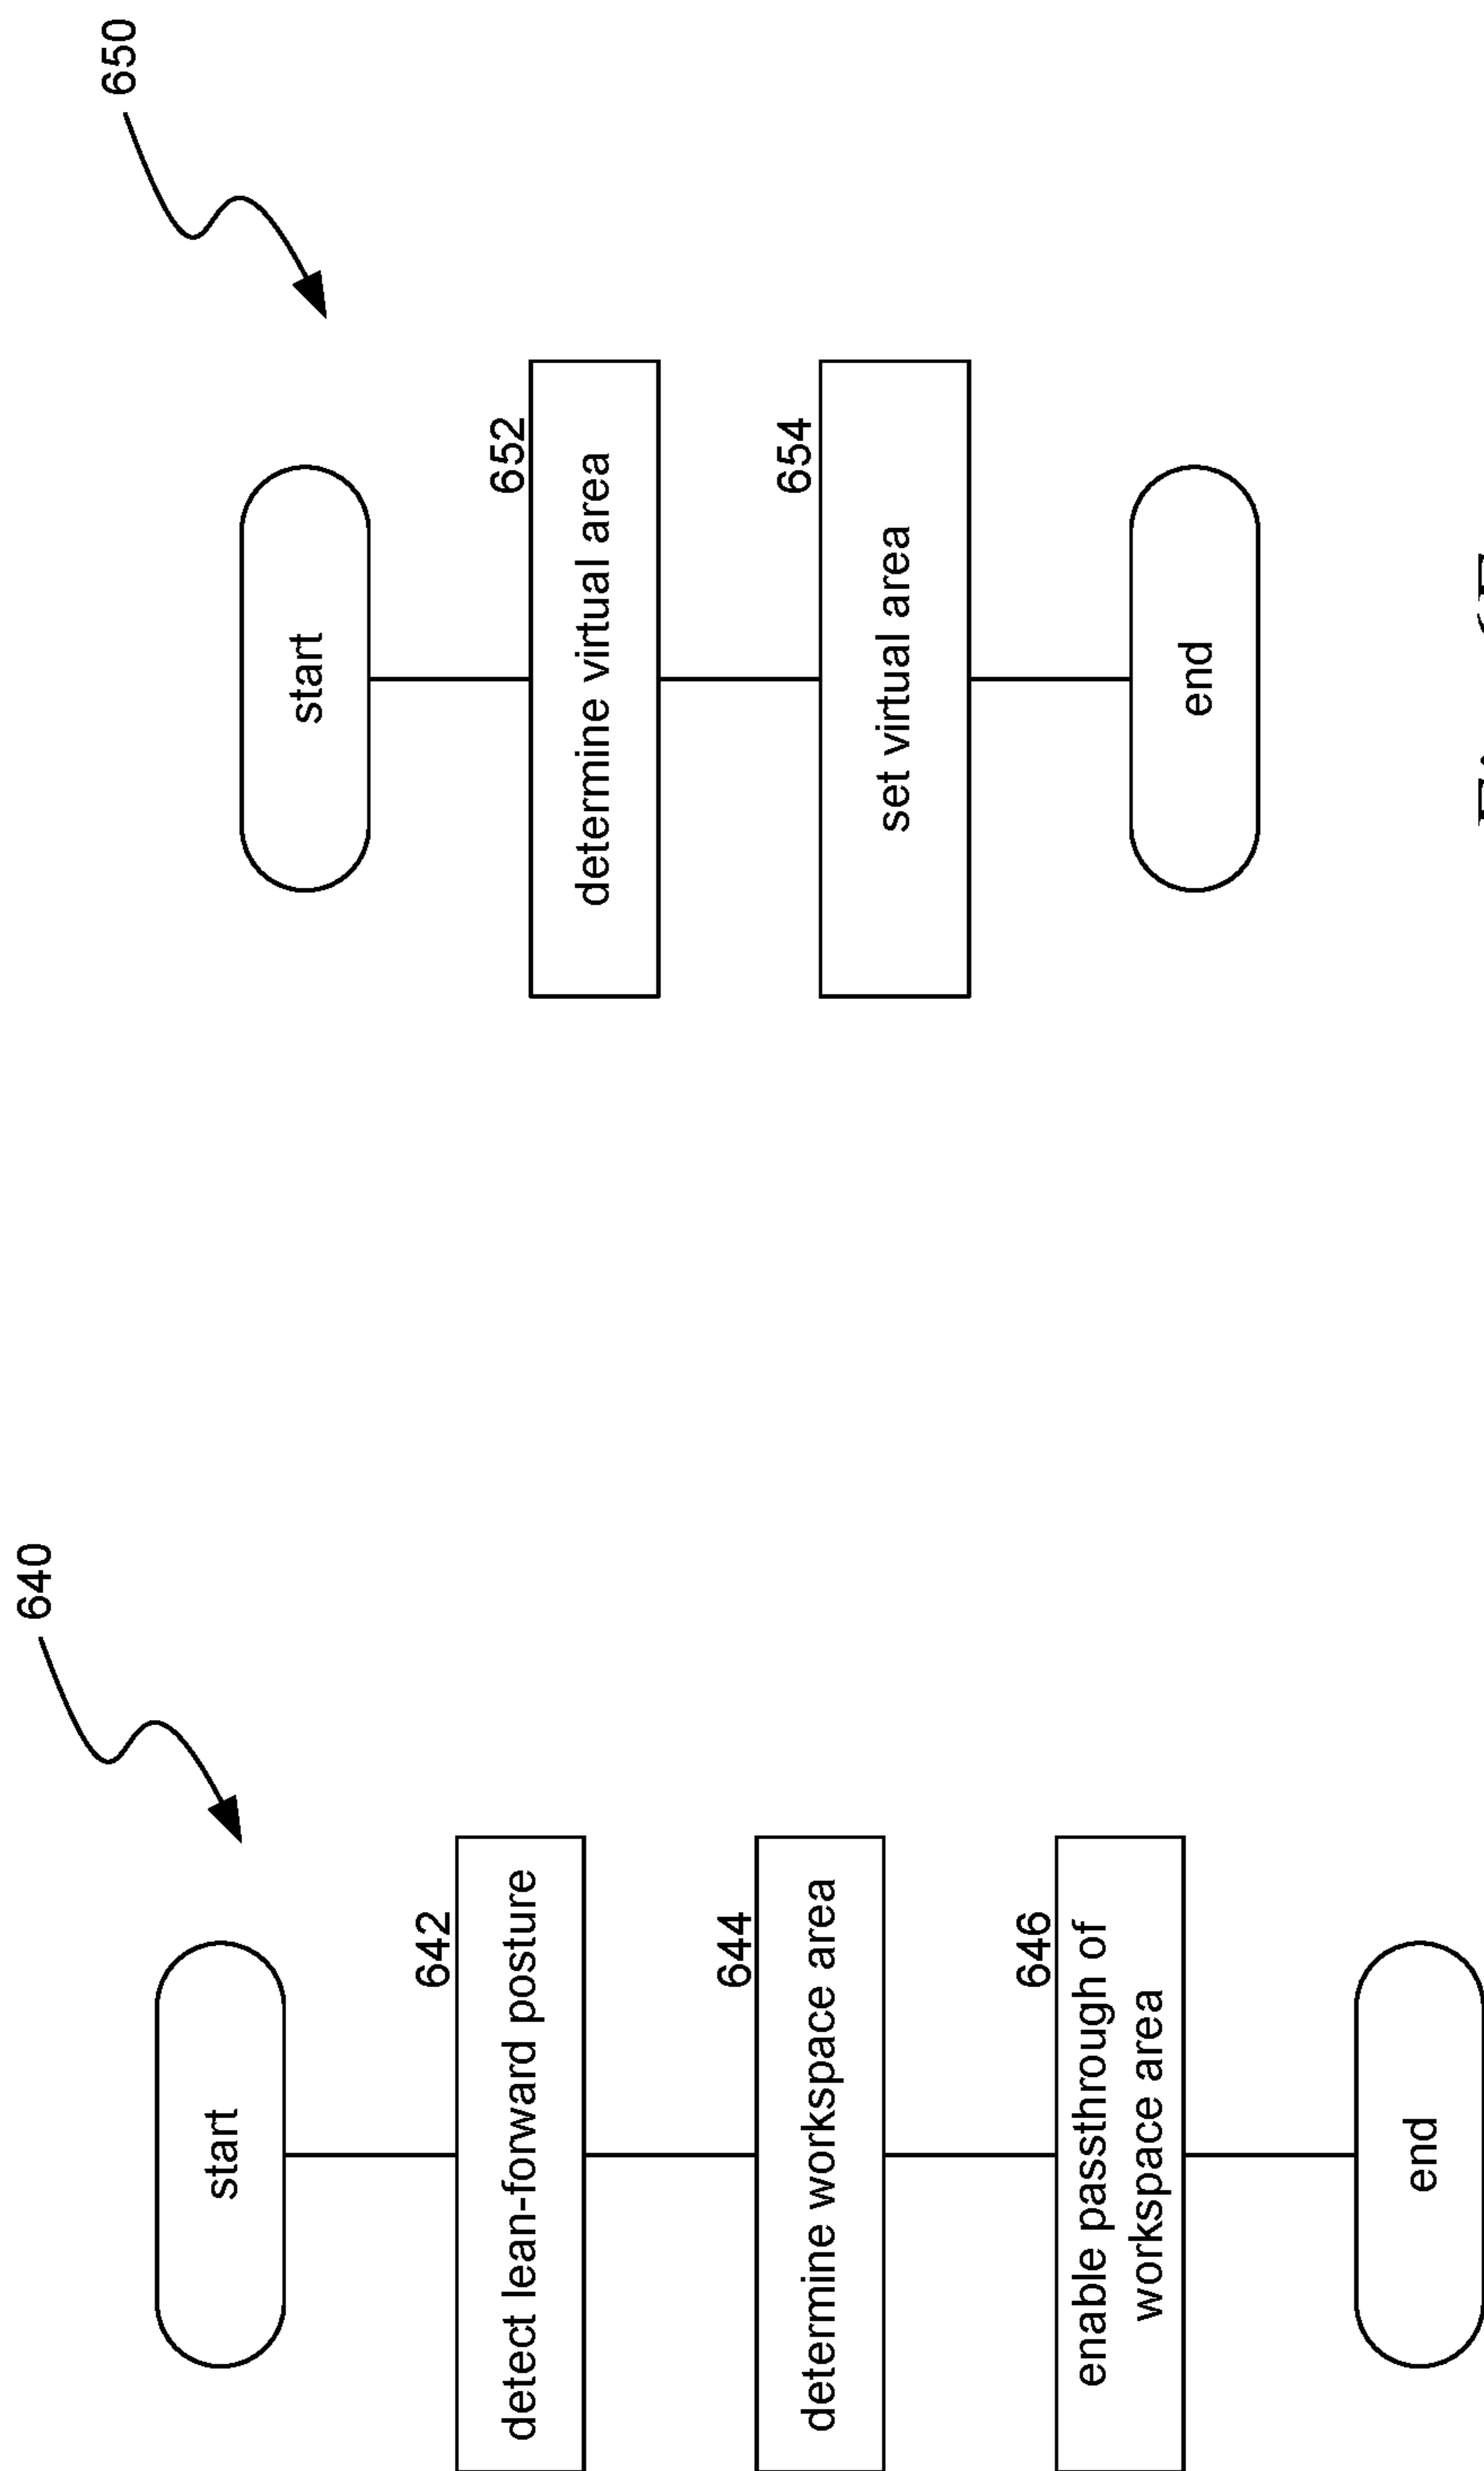 640
start
642
detect lean-forward posture
644
determine workspace area
646
enable passthrough of
workspace area
end
650
start
652
determine virtual area
654
set virtual area
end